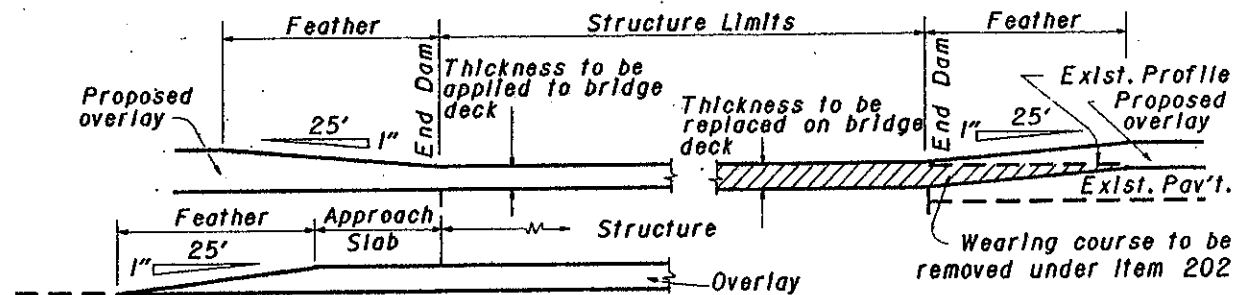 Feather
Structure Limits
Feather
End Dam
End Dam
Thickness to be
applied to bridge
deck
Exist. Profile
Proposed
overlay
Proposed
overlay
Thickness to be
replaced on bridge
deck
25'
1"
25'
1"
Exist. Pav't.
Feather
Approach
Slab
Structure
25'
1"
Wearing course to be
removed under Item 202
Overlay